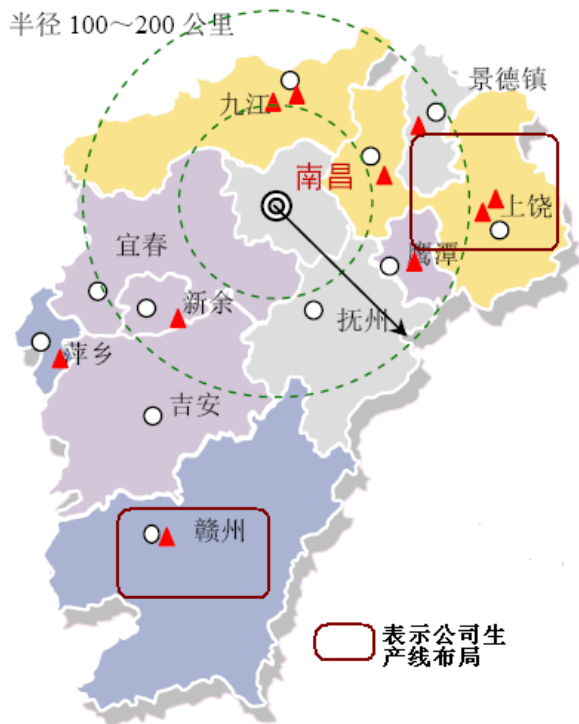 半径 100～200 公里
景德镇
九江
南昌
上饶
宜春
鹰潭
新余
抚州
萍乡
吉安
赣州
表示公司生
产线布局